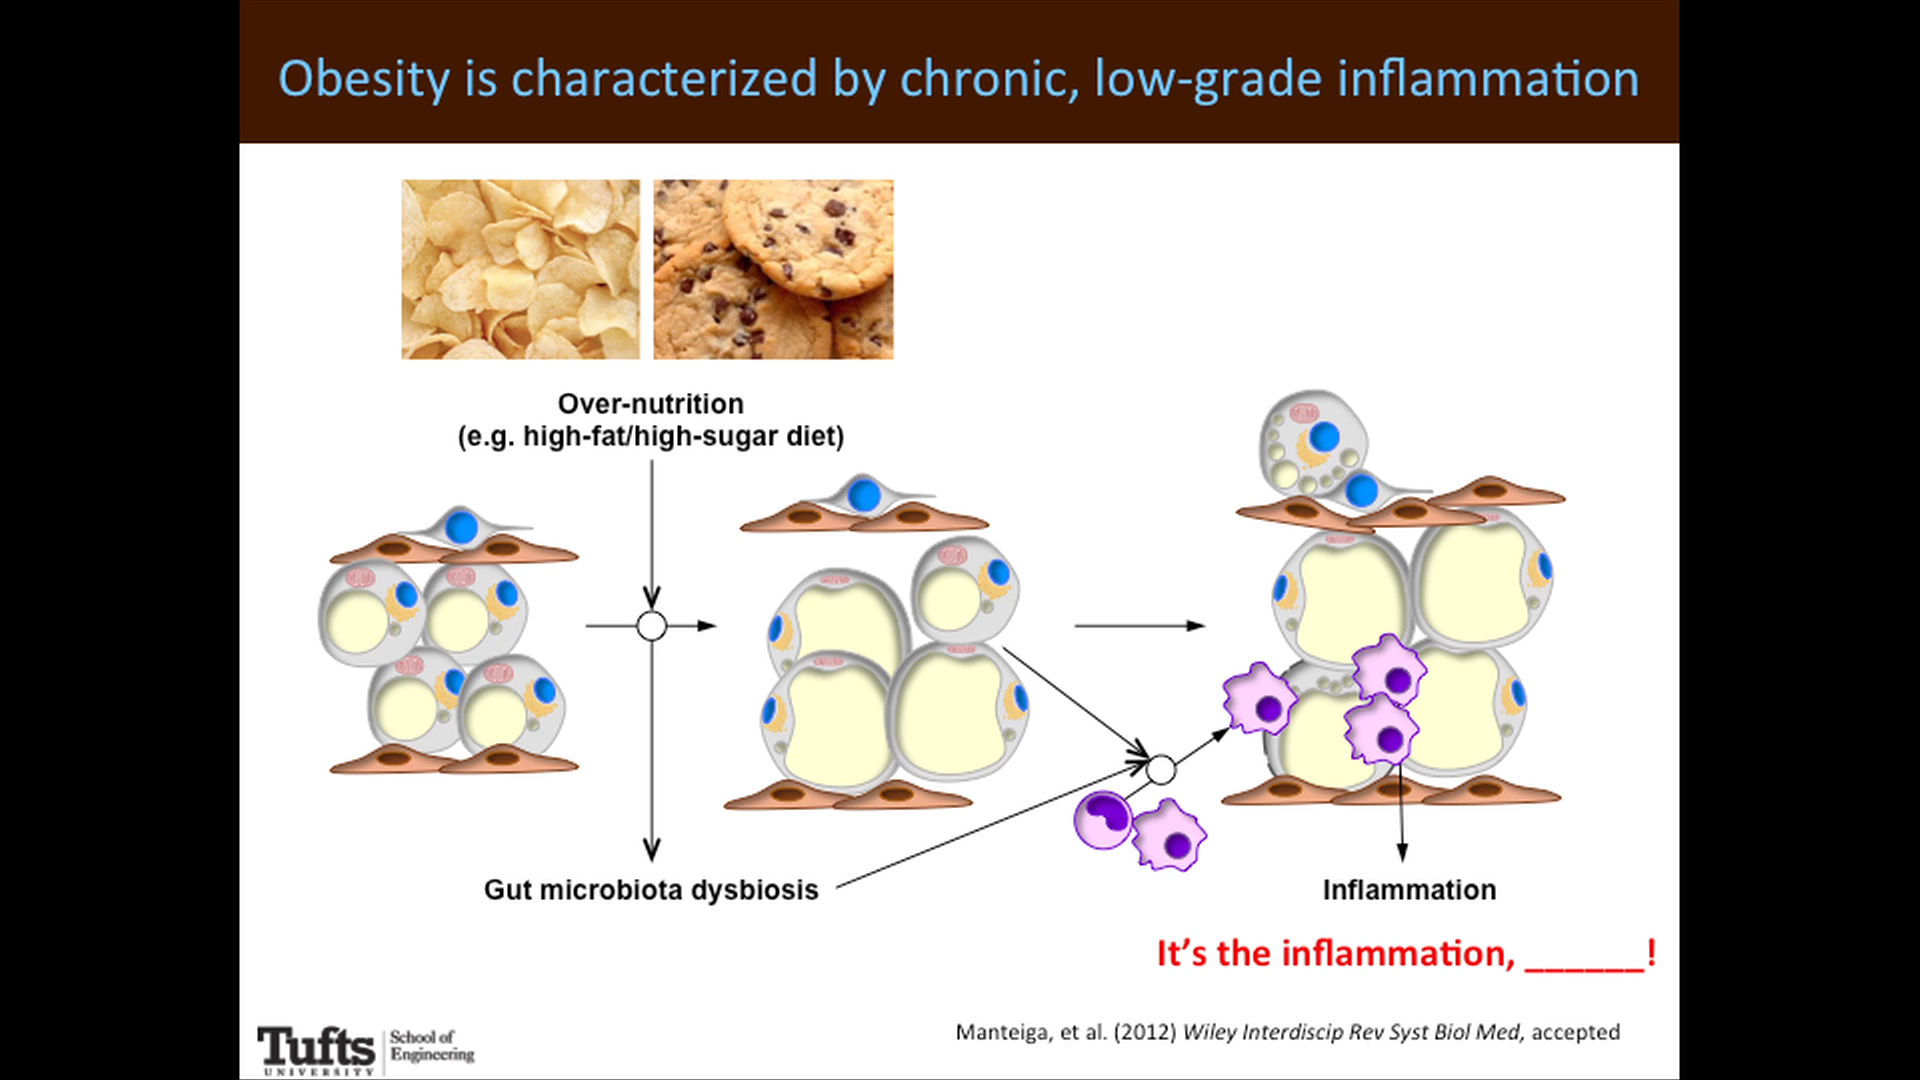 Obesity is characterized by chronic, low-grade inflammation
Over-nutrition
(e.g. high-fat/high-sugar diet)
Gut microbiota dysbiosis
Inflammation
It's the inflammation, ______!
Manteiga, et al. (2012) Wiley Interdiscip Rev Syst Biol Med, accepted
Tufts
UNIVERSITY
School of
Engineering